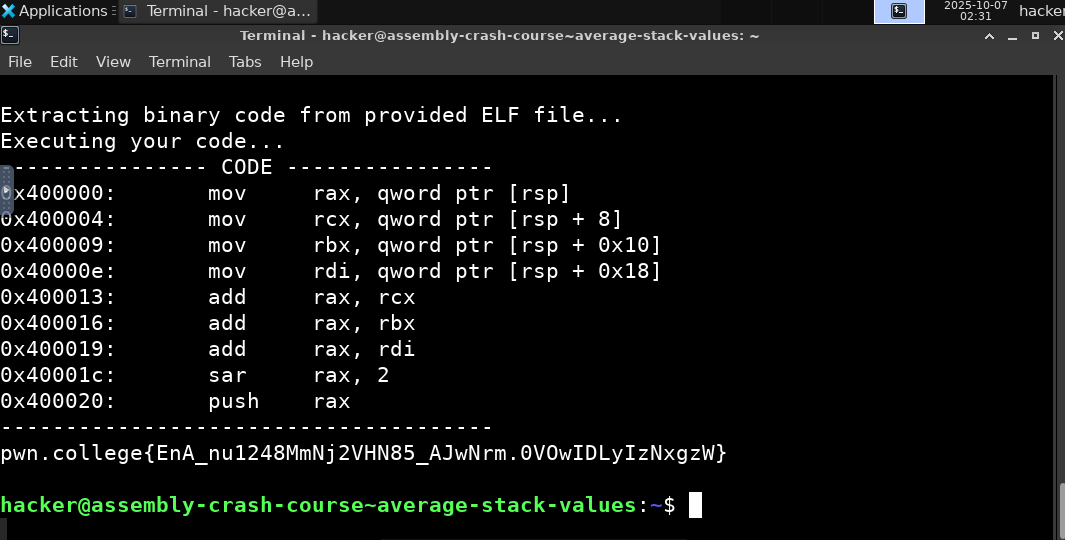 Applications
Terminal - hacker@a...
2025-10-07
02:31
hacker
Terminal - hacker@assembly-crash-course~average-stack-values: ~
File Edit View Terminal Tabs Help
Extracting binary code from provided ELF file...
Executing your code...
--------------- CODE ----------------
0x400000: mov rax, qword ptr [rsp]
0x400004: mov rcx, qword ptr [rsp + 8]
0x400009: mov rbx, qword ptr [rsp + 0x10]
0x40000e: mov rdi, qword ptr [rsp + 0x18]
0x400013: add rax, rcx
0x400016: add rax, rbx
0x400019: add rax, rdi
0x40001c: sar rax, 2
0x400020: push rax
--------------------------------------
pwn.college{EnA_nu1248MmNj2VHN85_AJwNrm.0VOwIDLyIzNxgzW}
hacker@assembly-crash-course~average-stack-values:~$